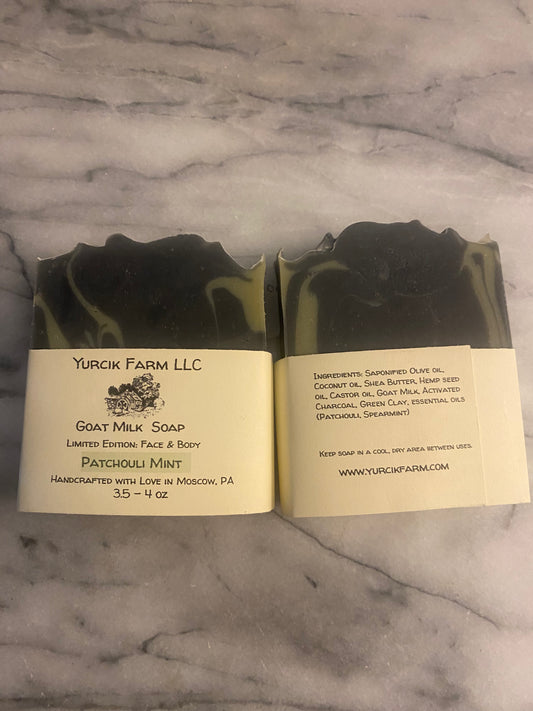 Yurcik Farm LLC
Goat Milk Soap
Limited Edition: Face & Body
Patchouli Mint
Handcrafted with Love in Moscow, PA
3.5 – 4 oz
Ingredients: Saponified Olive oil,
Coconut oil, Shea Butter, Hemp seed
oil, Castor oil, Goat Milk, Activated
Charcoal, Green Clay, essential oils
(Patchouli, Spearmint)
Keep soap in a cool, dry area between uses.
www.yurcikfarm.com